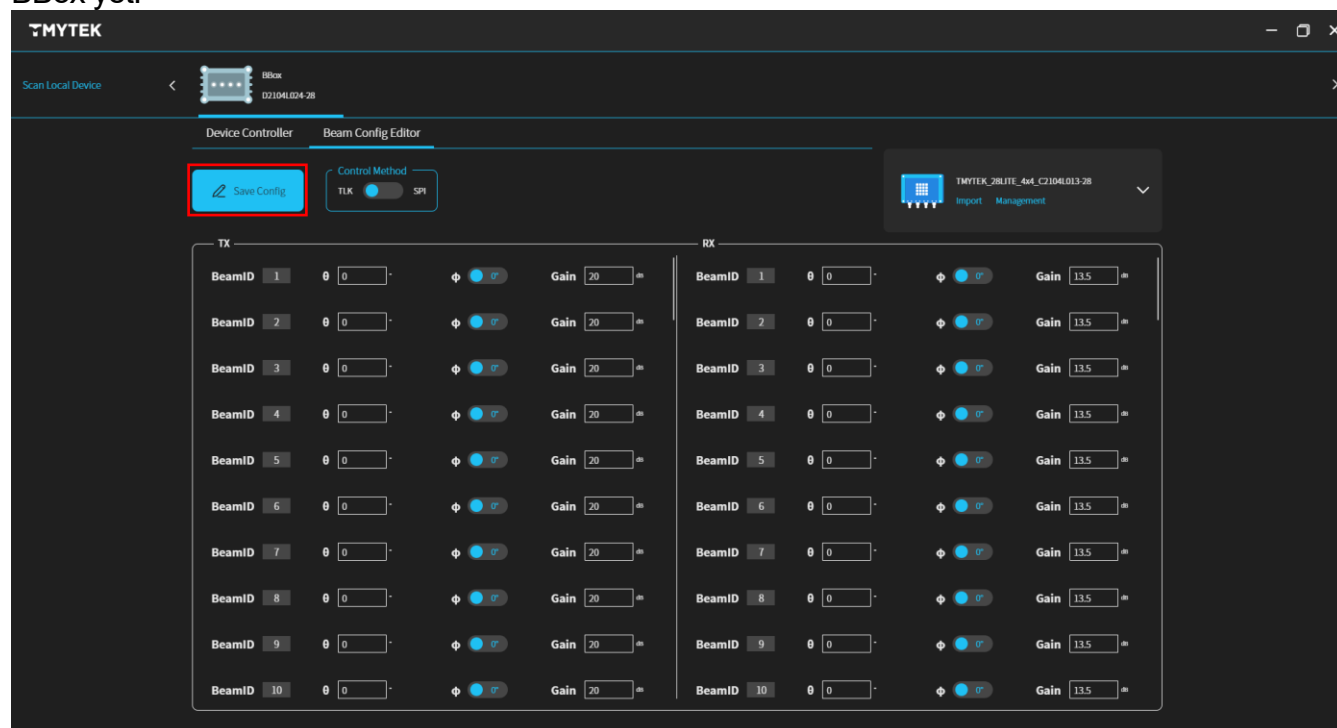 BBox yet.
TMYTEK
Scan Local Device
BBox
D2104L024-28
Device Controller Beam Config Editor
Save Config
Control Method
TLK SPI
TMYTEK_28LITE_4x4_C2104L013-28
Import Management
TX RX
BeamID 1 θ 0 ° ϕ 0° Gain 20 dB BeamID 1 θ 0 ° ϕ 0° Gain 13.5 dB
BeamID 2 θ 0 ° ϕ 0° Gain 20 dB BeamID 2 θ 0 ° ϕ 0° Gain 13.5 dB
BeamID 3 θ 0 ° ϕ 0° Gain 20 dB BeamID 3 θ 0 ° ϕ 0° Gain 13.5 dB
BeamID 4 θ 0 ° ϕ 0° Gain 20 dB BeamID 4 θ 0 ° ϕ 0° Gain 13.5 dB
BeamID 5 θ 0 ° ϕ 0° Gain 20 dB BeamID 5 θ 0 ° ϕ 0° Gain 13.5 dB
BeamID 6 θ 0 ° ϕ 0° Gain 20 dB BeamID 6 θ 0 ° ϕ 0° Gain 13.5 dB
BeamID 7 θ 0 ° ϕ 0° Gain 20 dB BeamID 7 θ 0 ° ϕ 0° Gain 13.5 dB
BeamID 8 θ 0 ° ϕ 0° Gain 20 dB BeamID 8 θ 0 ° ϕ 0° Gain 13.5 dB
BeamID 9 θ 0 ° ϕ 0° Gain 20 dB BeamID 9 θ 0 ° ϕ 0° Gain 13.5 dB
BeamID 10 θ 0 ° ϕ 0° Gain 20 dB BeamID 10 θ 0 ° ϕ 0° Gain 13.5 dB